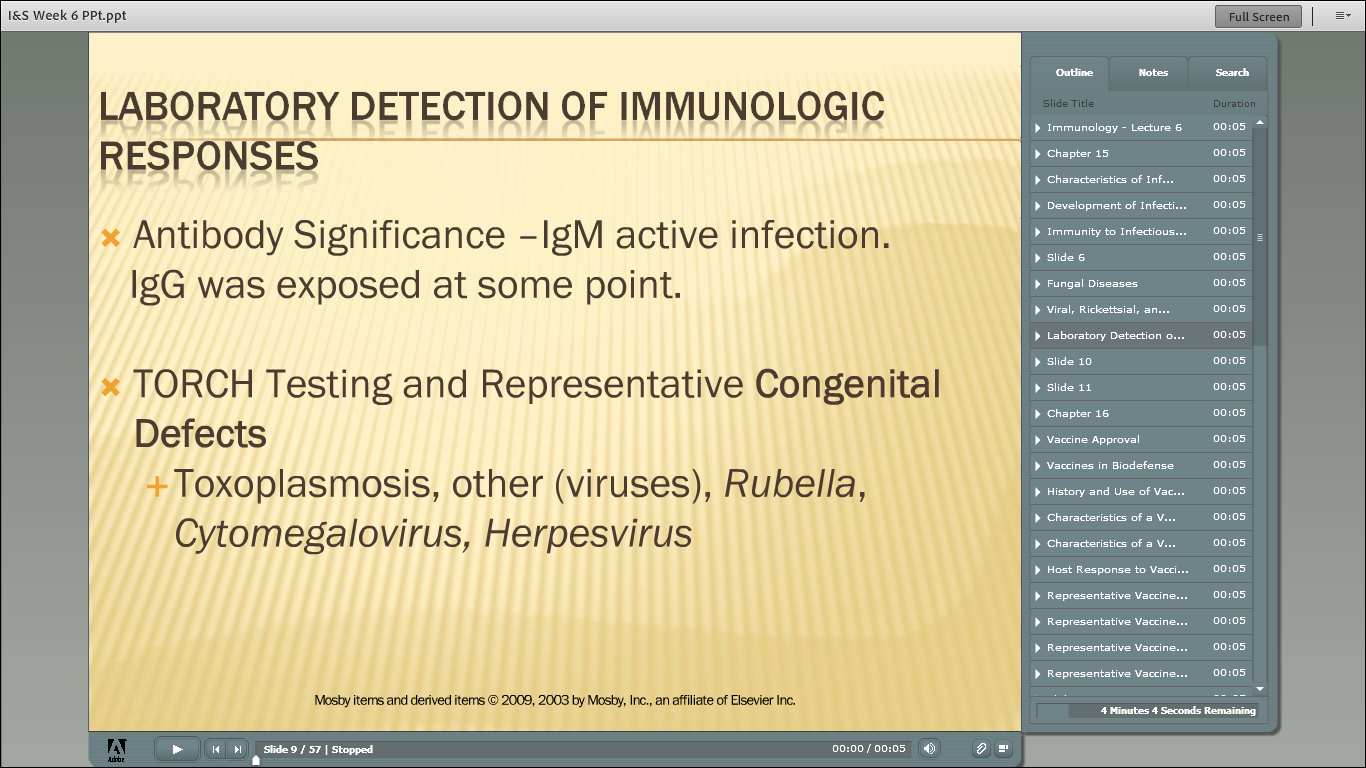 I&S Week 6 PPt.ppt
Full Screen
LABORATORY DETECTION OF IMMUNOLOGIC
RESPONSES
Antibody Significance –IgM active infection.
IgG was exposed at some point.
TORCH Testing and Representative Congenital
Defects
Toxoplasmosis, other (viruses), Rubella,
Cytomegalovirus, Herpesvirus
Mosby items and derived items © 2009, 2003 by Mosby, Inc., an affiliate of Elsevier Inc.
Outline Notes Search
Slide Title Duration
Immunology - Lecture 6 00:05
Chapter 15 00:05
Characteristics of Inf... 00:05
Development of Infecti... 00:05
Immunity to Infectious... 00:05
Slide 6 00:05
Fungal Diseases 00:05
Viral, Rickettsial, an... 00:05
Laboratory Detection o... 00:05
Slide 10 00:05
Slide 11 00:05
Chapter 16 00:05
Vaccine Approval 00:05
Vaccines in Biodefense 00:05
History and Use of Vac... 00:05
Characteristics of a V... 00:05
Characteristics of a V... 00:05
Host Response to Vacci... 00:05
Representative Vaccine... 00:05
Representative Vaccine... 00:05
Representative Vaccine... 00:05
Representative Vaccine... 00:05
4 Minutes 4 Seconds Remaining
Adobe
Slide 9 / 57 | Stopped 00:00 / 00:05